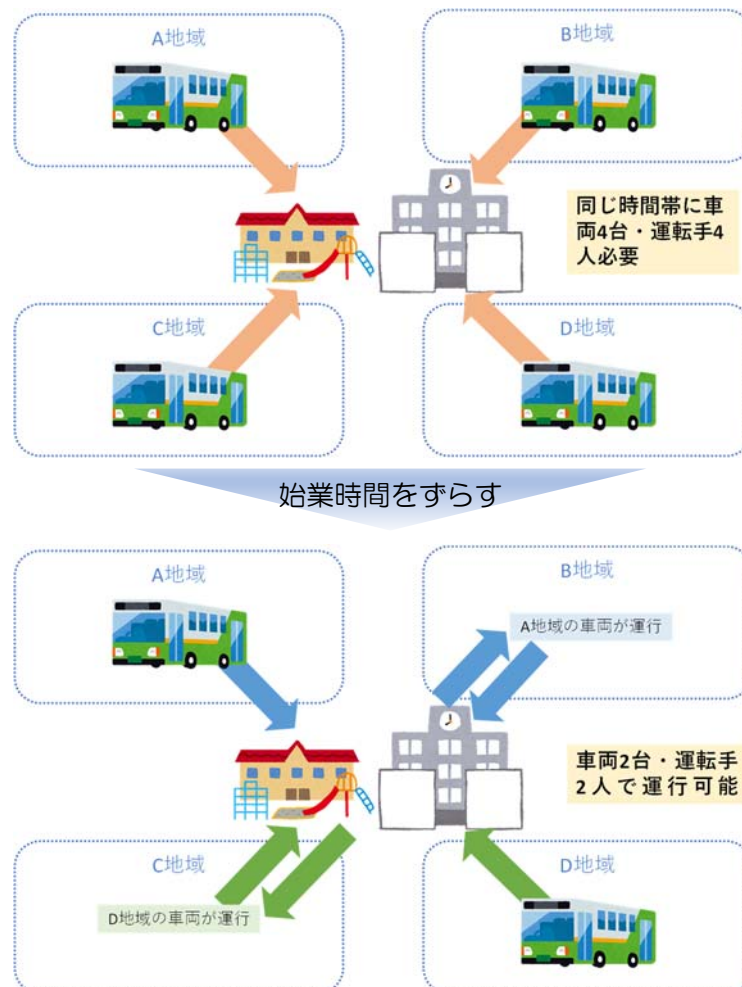 A地域
B地域
同じ時間帯に車
両4台・運転手4
人必要
C地域
D地域
始業時間をずらす
A地域
B地域
A地域の車両が運行
車両2台・運転手
2人で運行可能
C地域
D地域
D地域の車両が運行